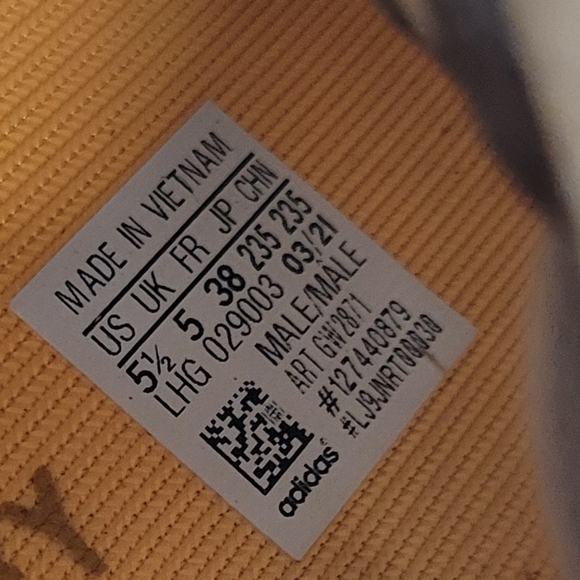 MADE IN VIETNAM
US UK FR JP CHN
5½ 5 38 235 235
LHG 029003 03/21
MALE/MALE
ART GW2871
#127440879
adidas
Y